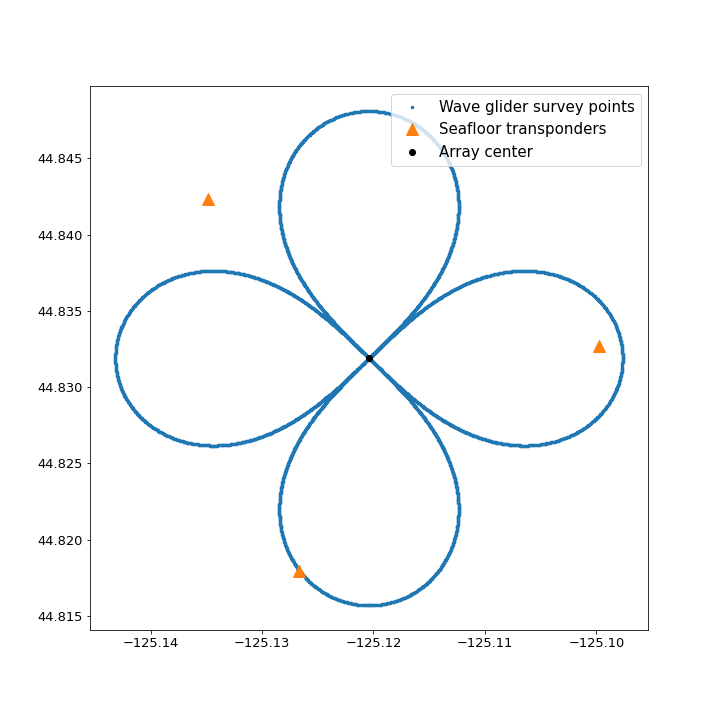 Wave glider survey points
Seafloor transponders
Array center
44.845
44.840
44.835
44.830
44.825
44.820
44.815
−125.14 −125.13 −125.12 −125.11 −125.10